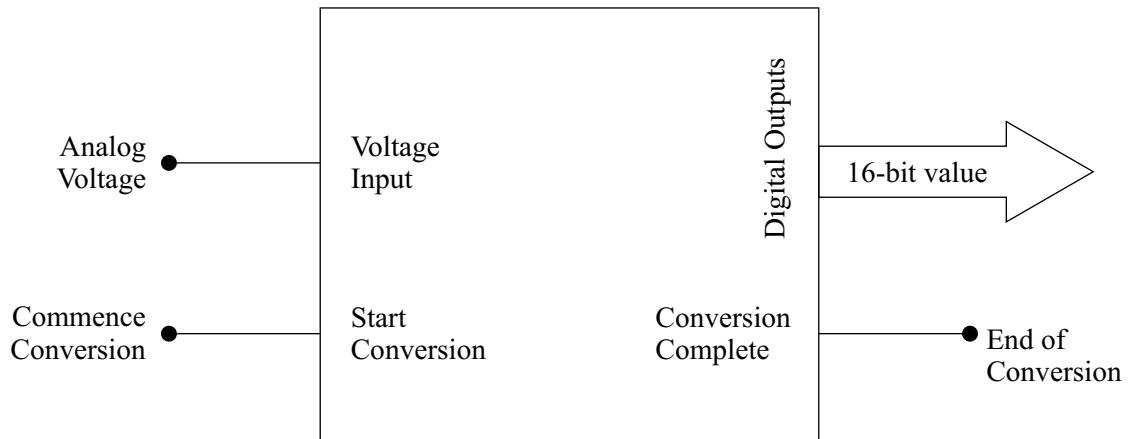 Analog
Voltage
Voltage
Input
Digital Outputs
16-bit value
Commence
Conversion
Start
Conversion
Conversion
Complete
End of
Conversion